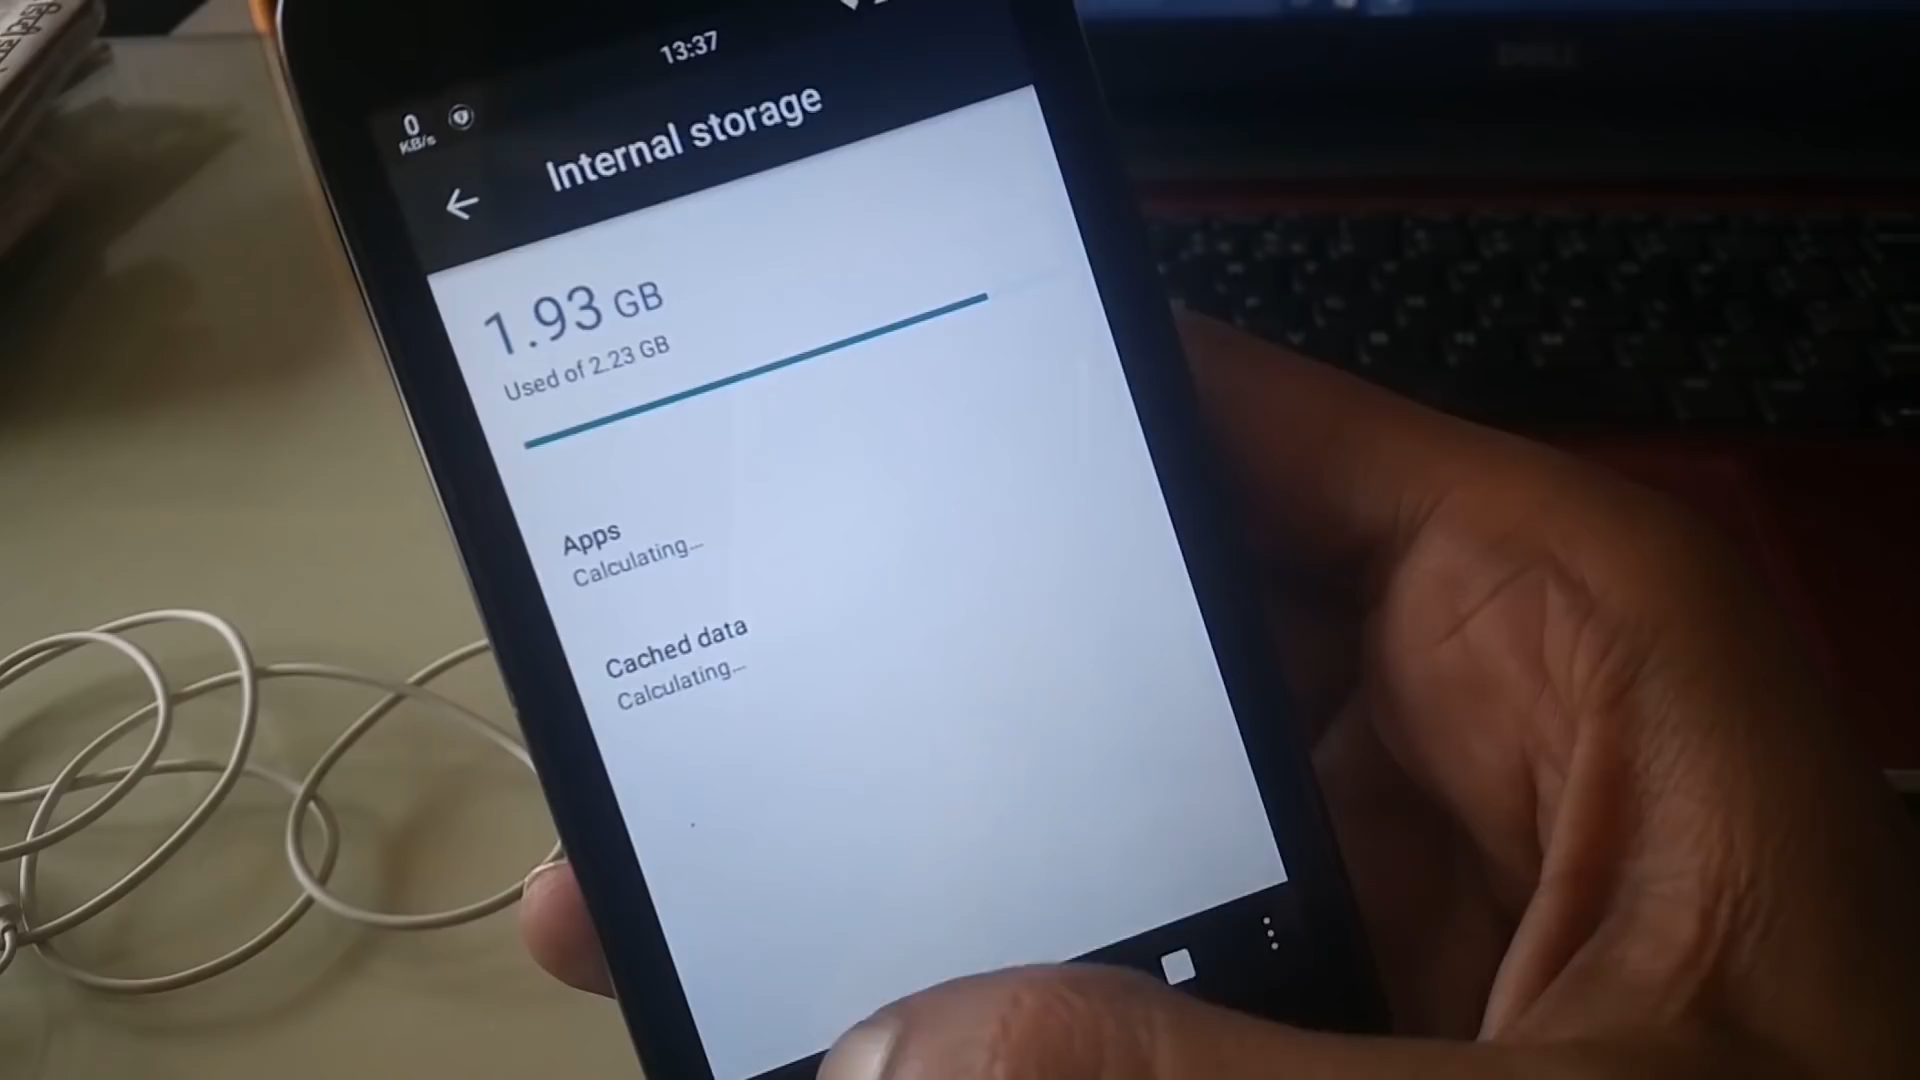 13:37
0
KB/s
Internal storage
1.93 GB
Used of 2.23 GB
Apps
Calculating...
Cached data
Calculating...